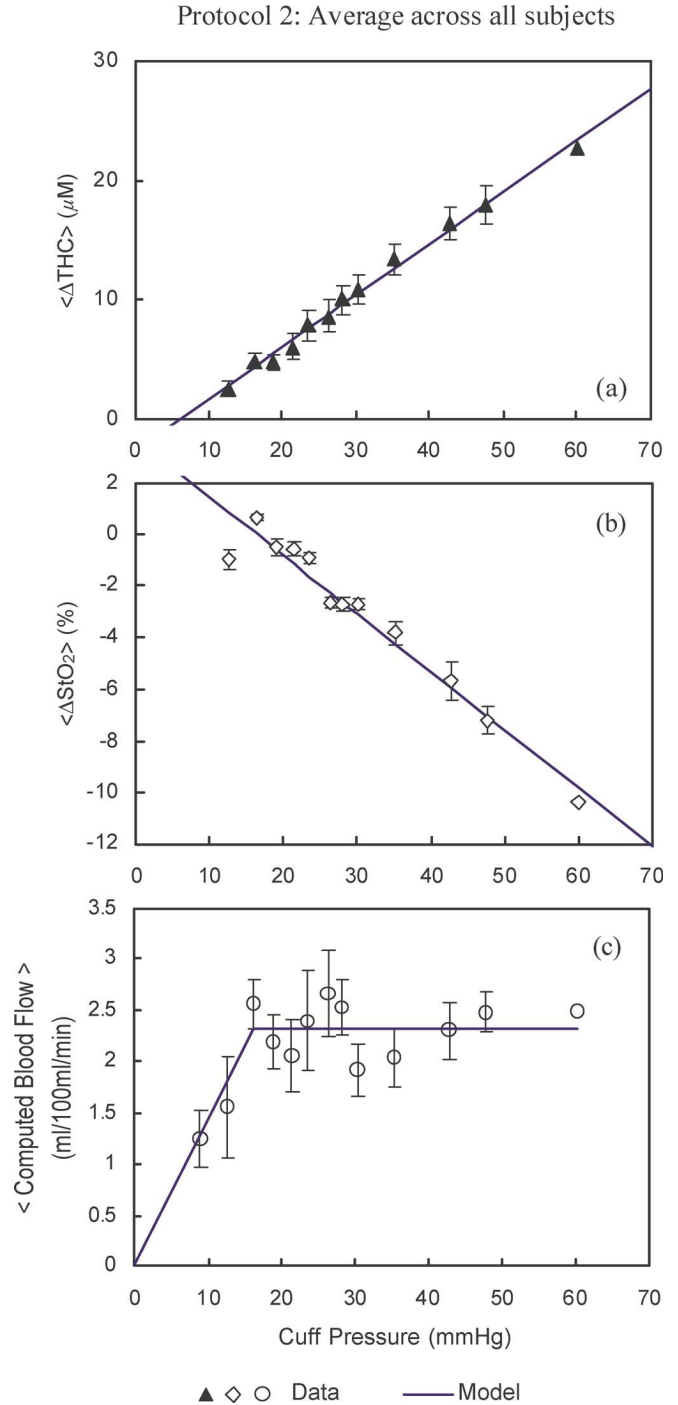 Protocol 2: Average across all subjects
30
20
10
0
<ΔTHC> (μM)
(a)
0 10 20 30 40 50 60 70
2
0
-2
-4
-6
-8
-10
-12
<ΔStO₂> (%)
(b)
0 10 20 30 40 50 60 70
3.5
3
2.5
2
1.5
1
0.5
0
< Computed Blood Flow >
(ml/100ml/min)
(c)
0 10 20 30 40 50 60 70
Cuff Pressure (mmHg)
Data Model